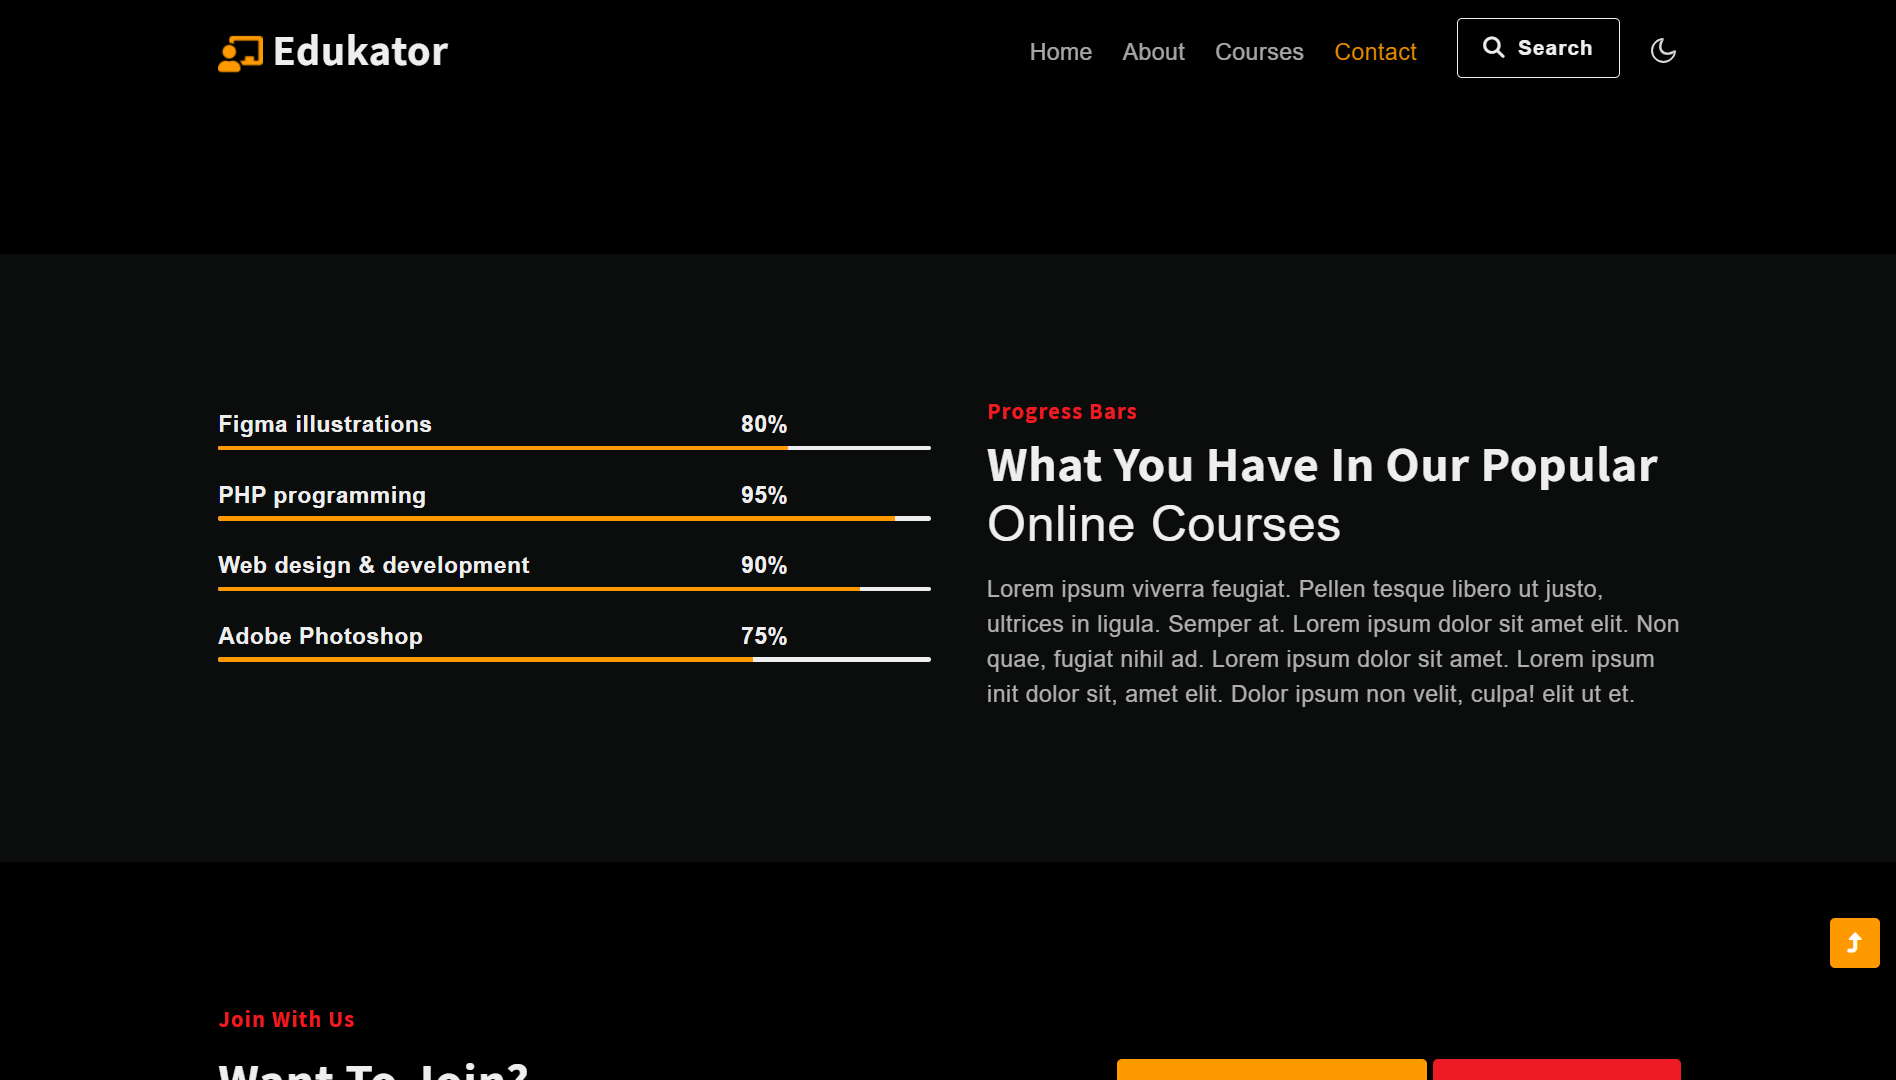 Edukator
Home About Courses Contact Search
Figma illustrations 80%
PHP programming 95%
Web design & development 90%
Adobe Photoshop 75%
Progress Bars
What You Have In Our Popular
Online Courses
Lorem ipsum viverra feugiat. Pellen tesque libero ut justo,
ultrices in ligula. Semper at. Lorem ipsum dolor sit amet elit. Non
quae, fugiat nihil ad. Lorem ipsum dolor sit amet. Lorem ipsum
init dolor sit, amet elit. Dolor ipsum non velit, culpa! elit ut et.
Join With Us
Want To Join?